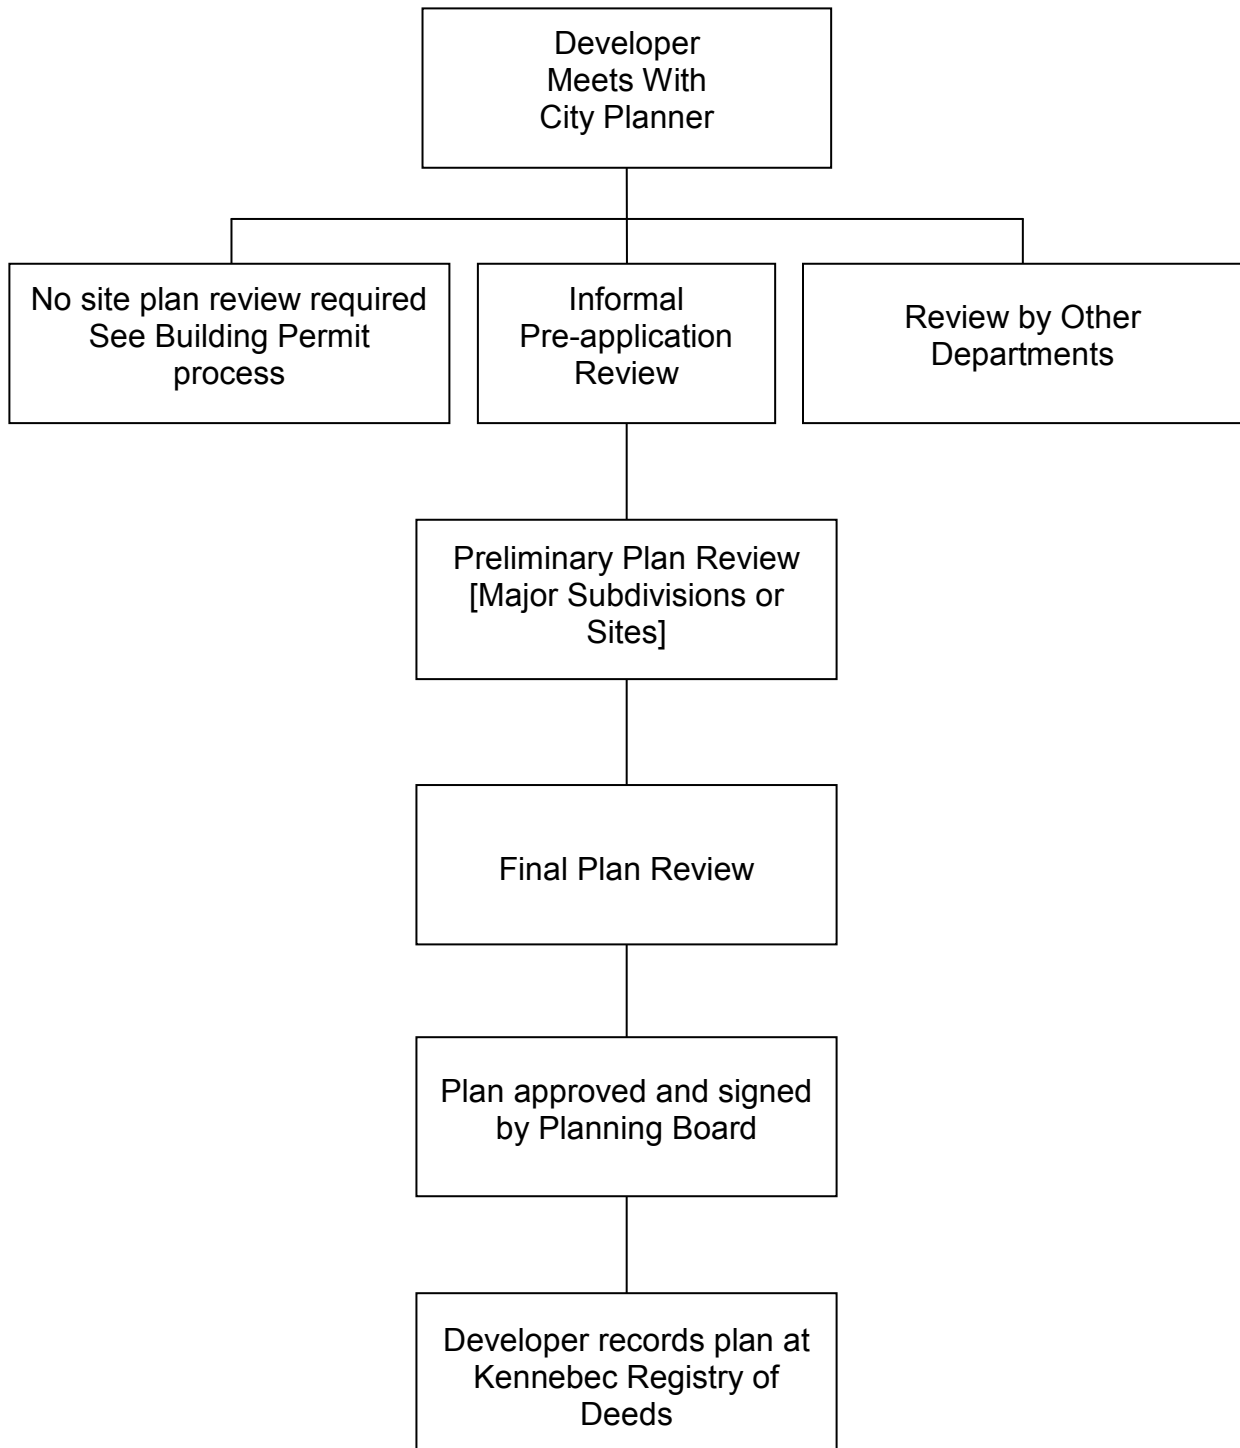 Developer
Meets With
City Planner
No site plan review required
See Building Permit
process
Informal
Pre-application
Review
Review by Other
Departments
Preliminary Plan Review
[Major Subdivisions or
Sites]
Final Plan Review
Plan approved and signed
by Planning Board
Developer records plan at
Kennebec Registry of
Deeds